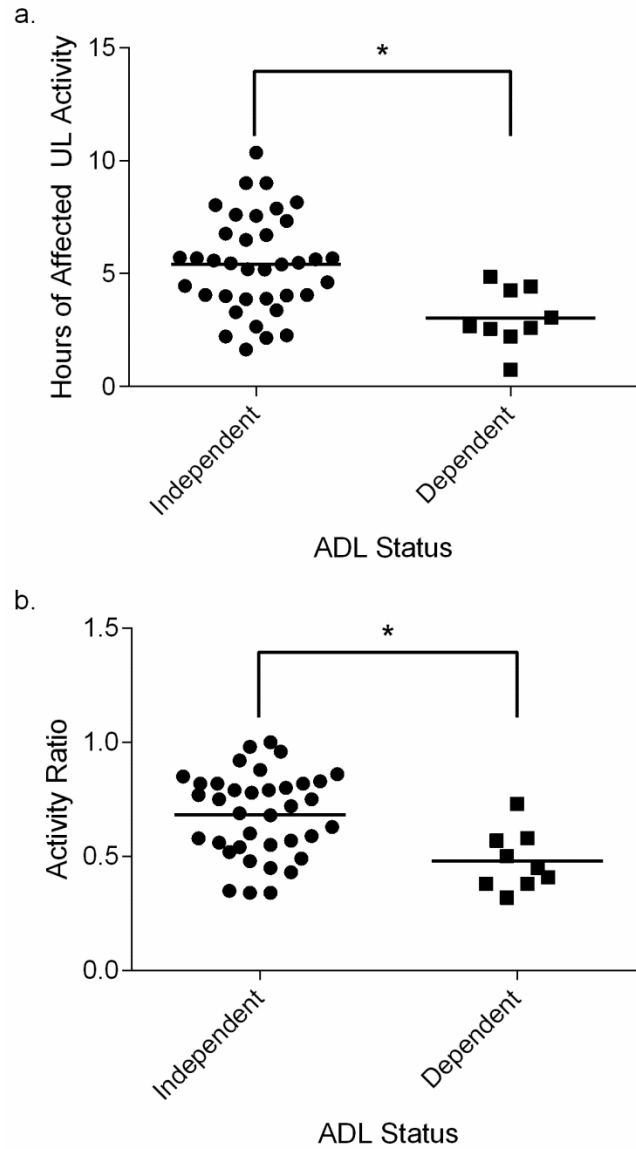 a.
Hours of Affected UL Activity
15
10
5
0
*
Independent
Dependent
ADL Status
b.
Activity Ratio
1.5
1.0
0.5
0.0
*
Independent
Dependent
ADL Status